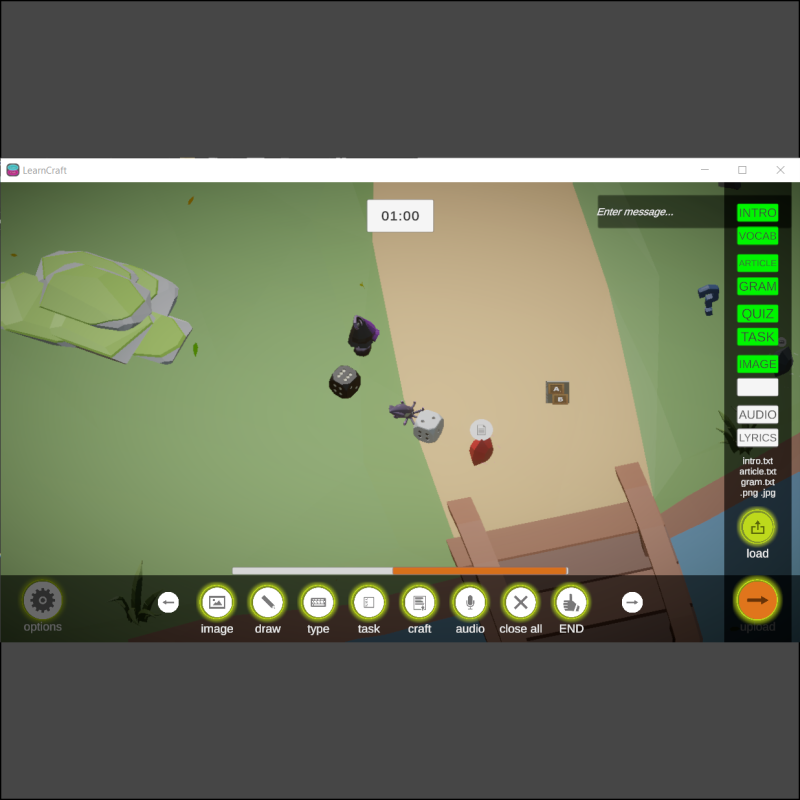 LearnCraft
01:00
Enter message...
INTRO
VOCAB
ARTICLE
GRAM
QUIZ
TASK
IMAGE
AUDIO
LYRICS
intro.txt
article.txt
gram.txt
.png .jpg
load
A
B
options
image
draw
type
task
craft
audio
close all
END
upload